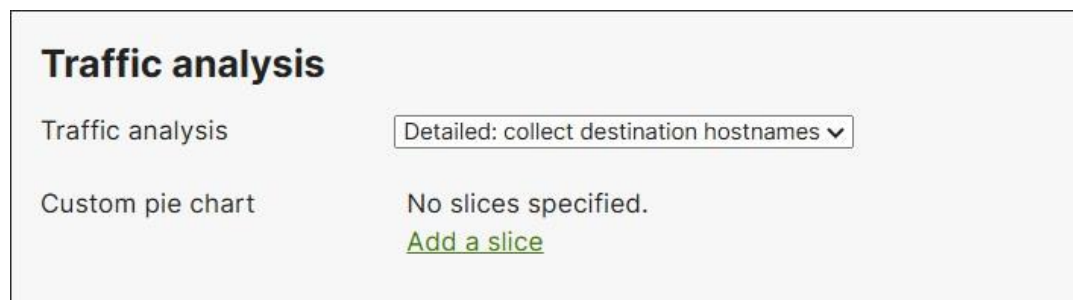 Traffic analysis
Traffic analysis Detailed: collect destination hostnames
Custom pie chart No slices specified.
Add a slice